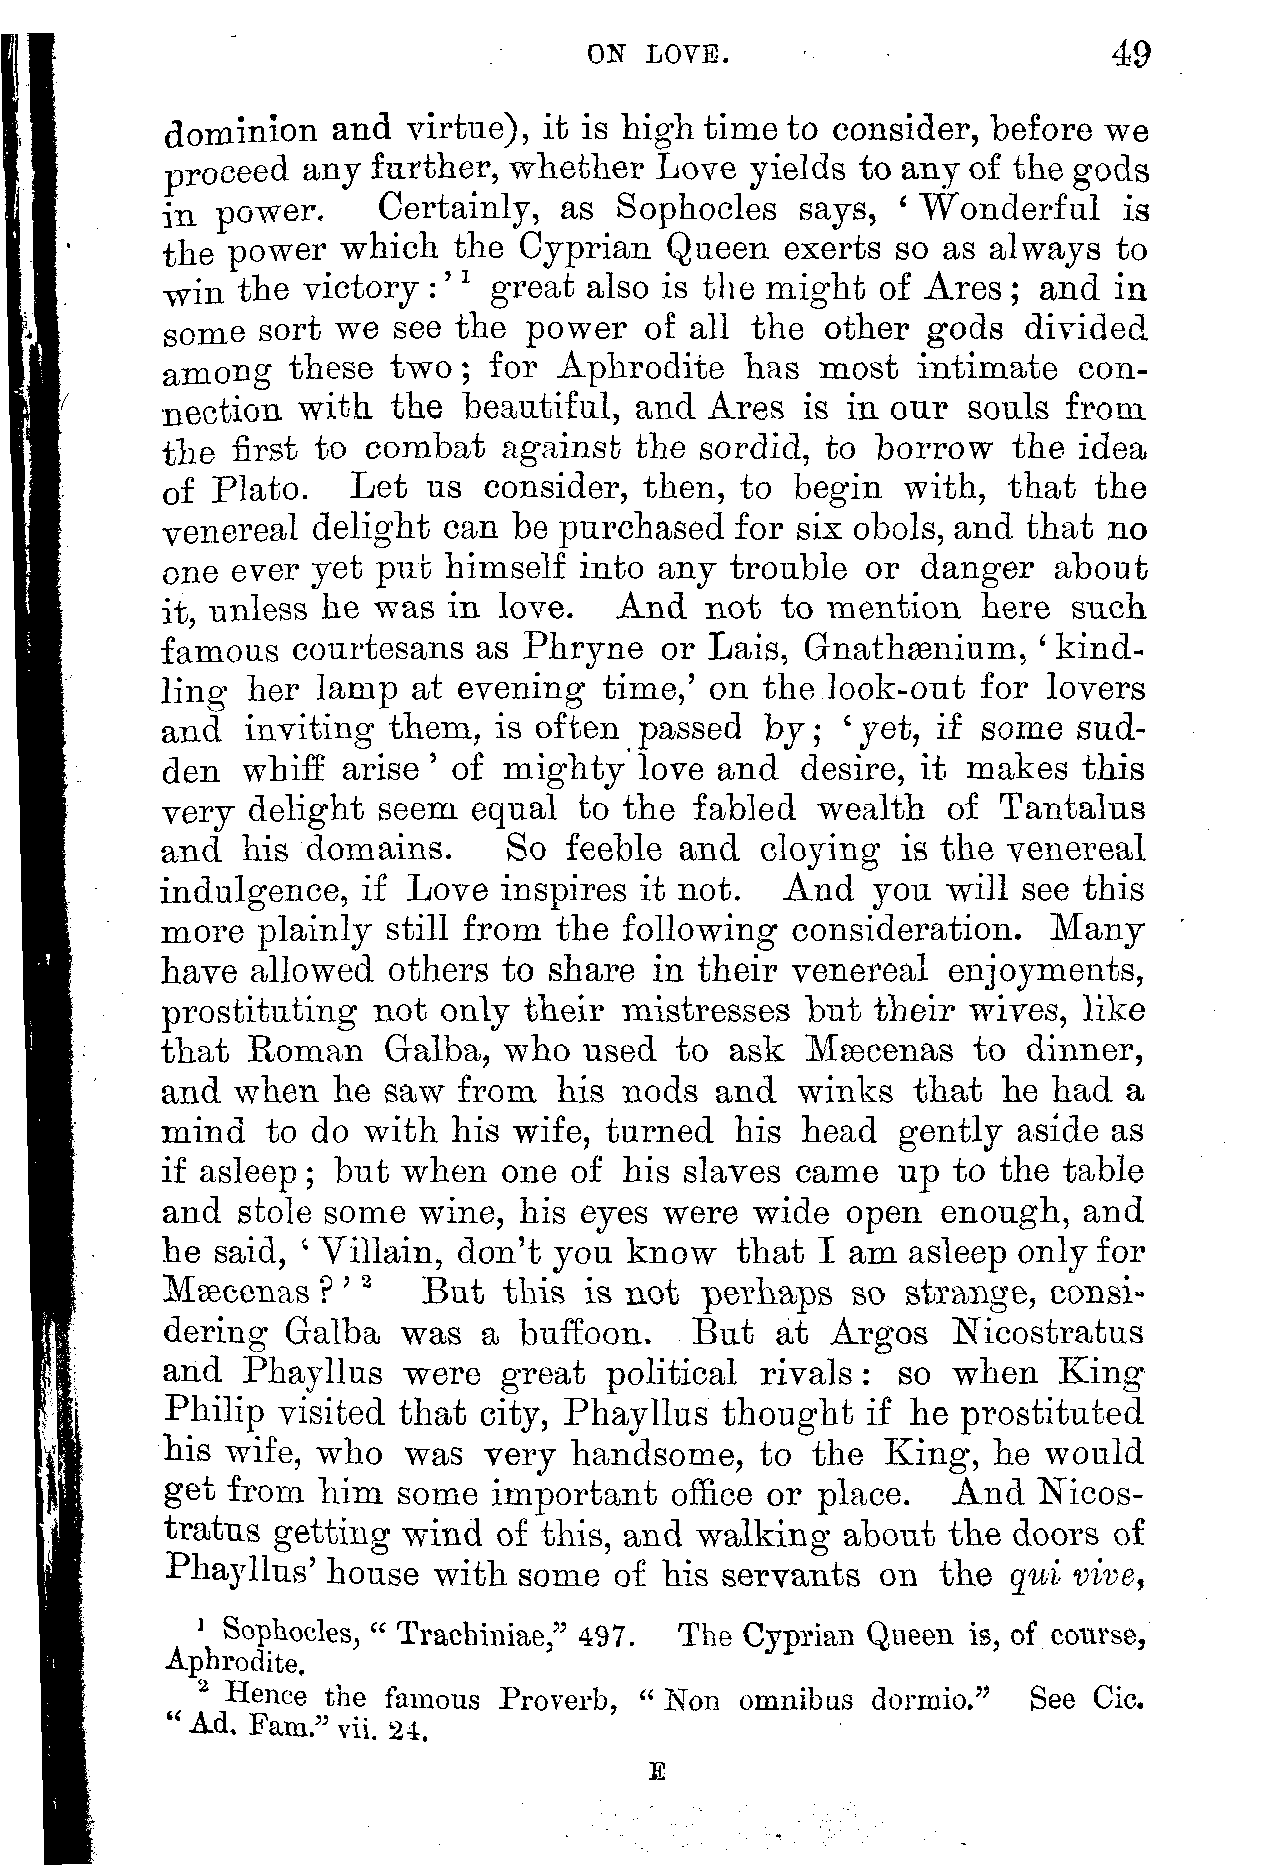 ON LOVE. 49
dominion and virtue), it is high time to consider, before we
proceed any further, whether Love yields to any of the gods
in power. Certainly, as Sophocles says, ‘ Wonderful is
the power which the Cyprian Queen exerts so as always to
win the victory :’ ¹ great also is the might of Ares ; and in
some sort we see the power of all the other gods divided
among these two ; for Aphrodite has most intimate con-
nection with the beautiful, and Ares is in our souls from
the first to combat against the sordid, to borrow the idea
of Plato. Let us consider, then, to begin with, that the
venereal delight can be purchased for six obols, and that no
one ever yet put himself into any trouble or danger about
it, unless he was in love. And not to mention here such
famous courtesans as Phryne or Lais, Gnathænium, ‘ kind-
ling her lamp at evening time,’ on the look-out for lovers
and inviting them, is often passed by ; ‘ yet, if some sud-
den whiff arise ’ of mighty love and desire, it makes this
very delight seem equal to the fabled wealth of Tantalus
and his domains. So feeble and cloying is the venereal
indulgence, if Love inspires it not. And you will see this
more plainly still from the following consideration. Many
have allowed others to share in their venereal enjoyments,
prostituting not only their mistresses but their wives, like
that Roman Galba, who used to ask Mæcenas to dinner,
and when he saw from his nods and winks that he had a
mind to do with his wife, turned his head gently aside as
if asleep ; but when one of his slaves came up to the table
and stole some wine, his eyes were wide open enough, and
he said, ‘ Villain, don’t you know that I am asleep only for
Mæcenas ? ’ ² But this is not perhaps so strange, consi-
dering Galba was a buffoon. But at Argos Nicostratus
and Phayllus were great political rivals : so when King
Philip visited that city, Phayllus thought if he prostituted
his wife, who was very handsome, to the King, he would
get from him some important office or place. And Nicos-
tratus getting wind of this, and walking about the doors of
Phayllus’ house with some of his servants on the qui vive,
¹ Sophocles, “ Trachiniae,” 497. The Cyprian Queen is, of course,
Aphrodite.
² Hence the famous Proverb, “ Non omnibus dormio.” See Cic.
“ Ad. Fam.” vii. 24.
E